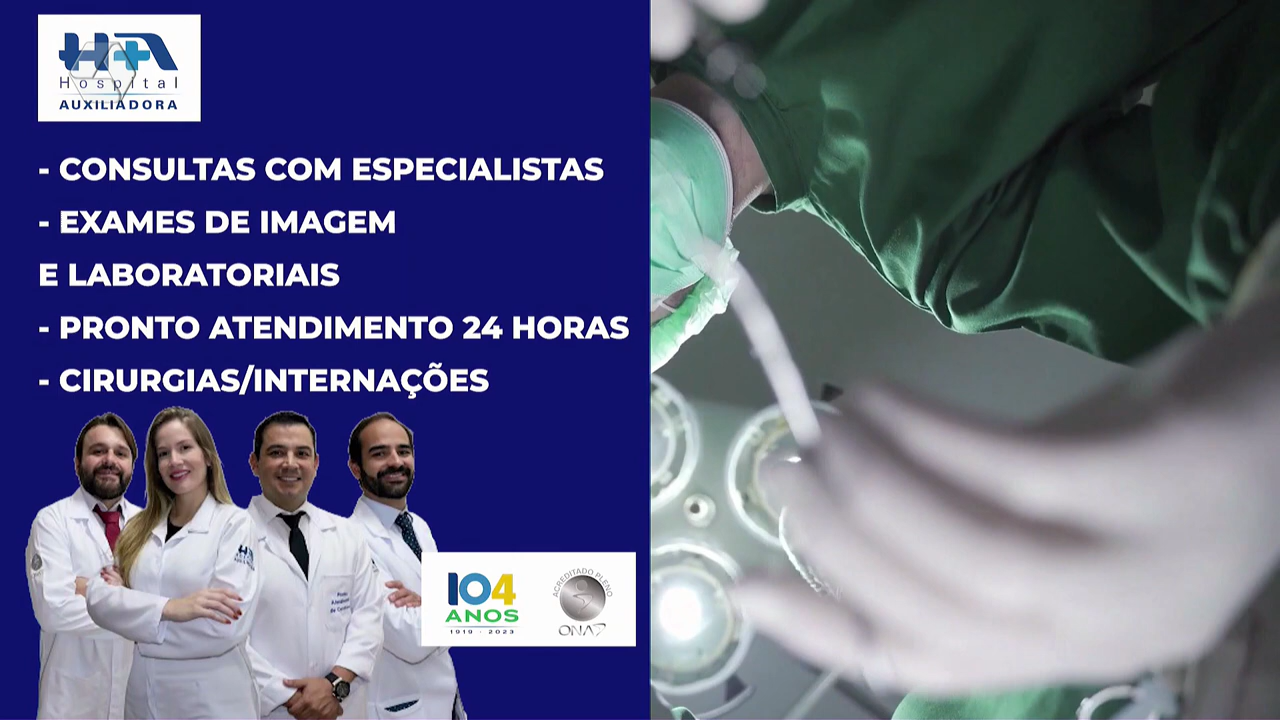 HA
Hospital
AUXILIADORA
- CONSULTAS COM ESPECIALISTAS
- EXAMES DE IMAGEM
E LABORATORIAIS
- PRONTO ATENDIMENTO 24 HORAS
- CIRURGIAS/INTERNAÇÕES
104
ANOS
1919 - 2023
ACREDITADO PLENO
ONA